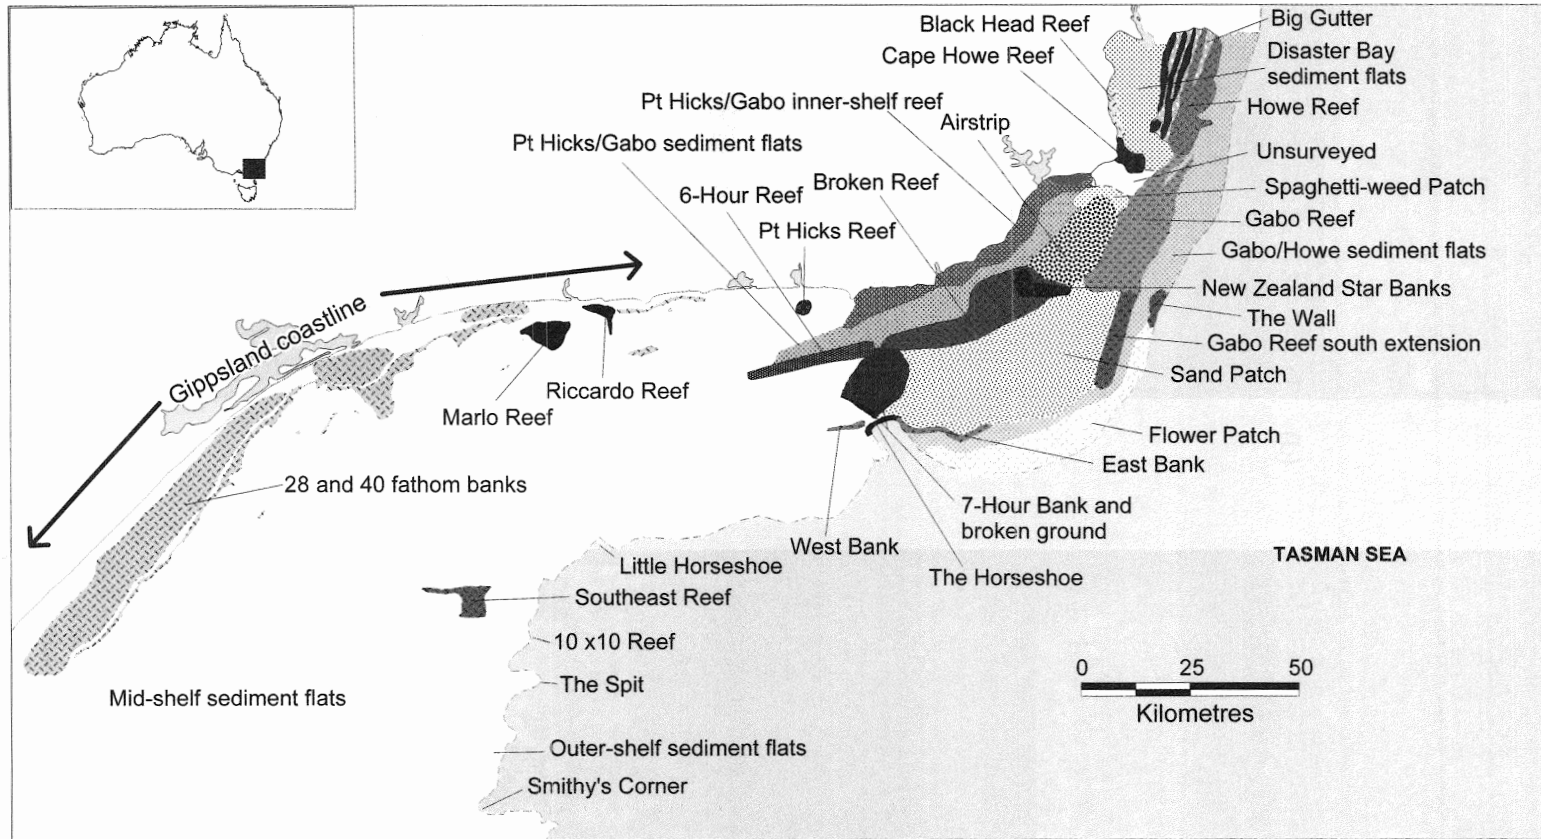 Black Head Reef
Big Gutter
Cape Howe Reef
Disaster Bay
sediment flats
Pt Hicks/Gabo inner-shelf reef
Howe Reef
Airstrip
Pt Hicks/Gabo sediment flats
Unsurveyed
6-Hour Reef
Broken Reef
Spaghetti-weed Patch
Pt Hicks Reef
Gabo Reef
Gabo/Howe sediment flats
New Zealand Star Banks
The Wall
Gippsland coastline
Gabo Reef south extension
Sand Patch
Riccardo Reef
Marlo Reef
Flower Patch
East Bank
28 and 40 fathom banks
7-Hour Bank and
broken ground
West Bank
TASMAN SEA
Little Horseshoe
The Horseshoe
Southeast Reef
10 x10 Reef
The Spit
Mid-shelf sediment flats
0 25 50
Kilometres
Outer-shelf sediment flats
Smithy's Corner